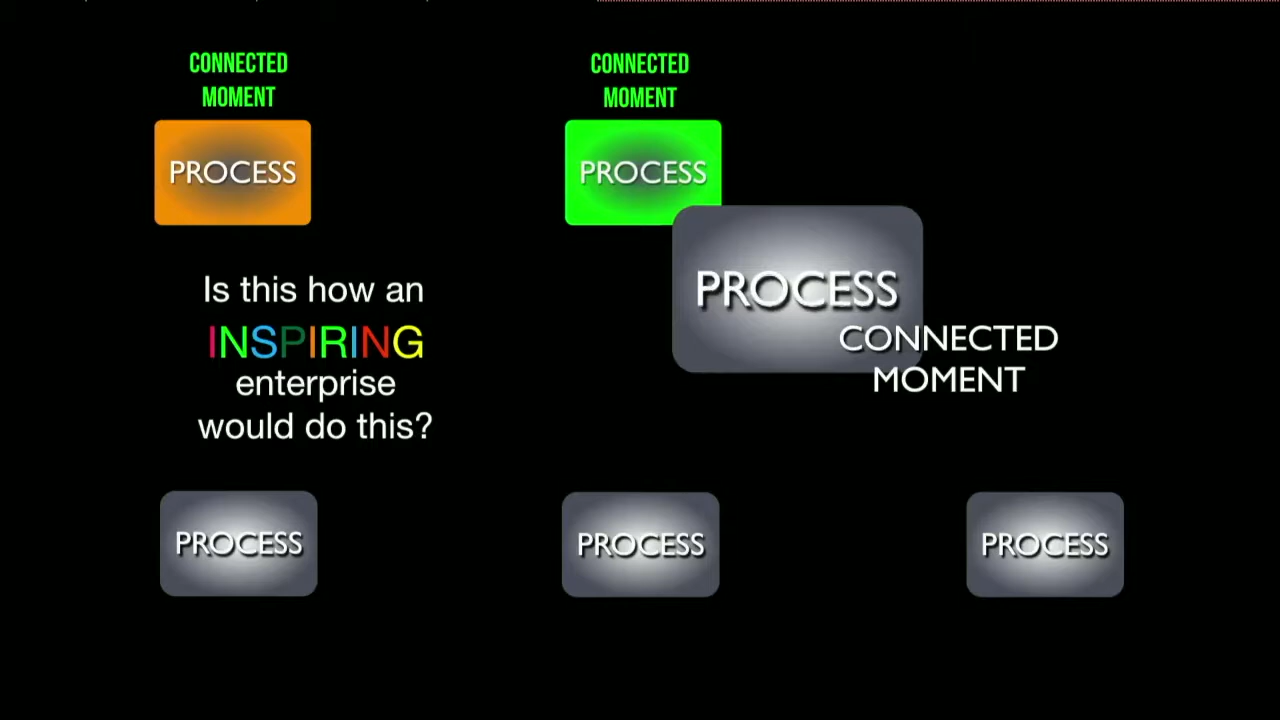 CONNECTED
MOMENT
PROCESS
CONNECTED
MOMENT
PROCESS
PROCESS
CONNECTED
MOMENT
Is this how an
INSPIRING
enterprise
would do this?
PROCESS
PROCESS
PROCESS